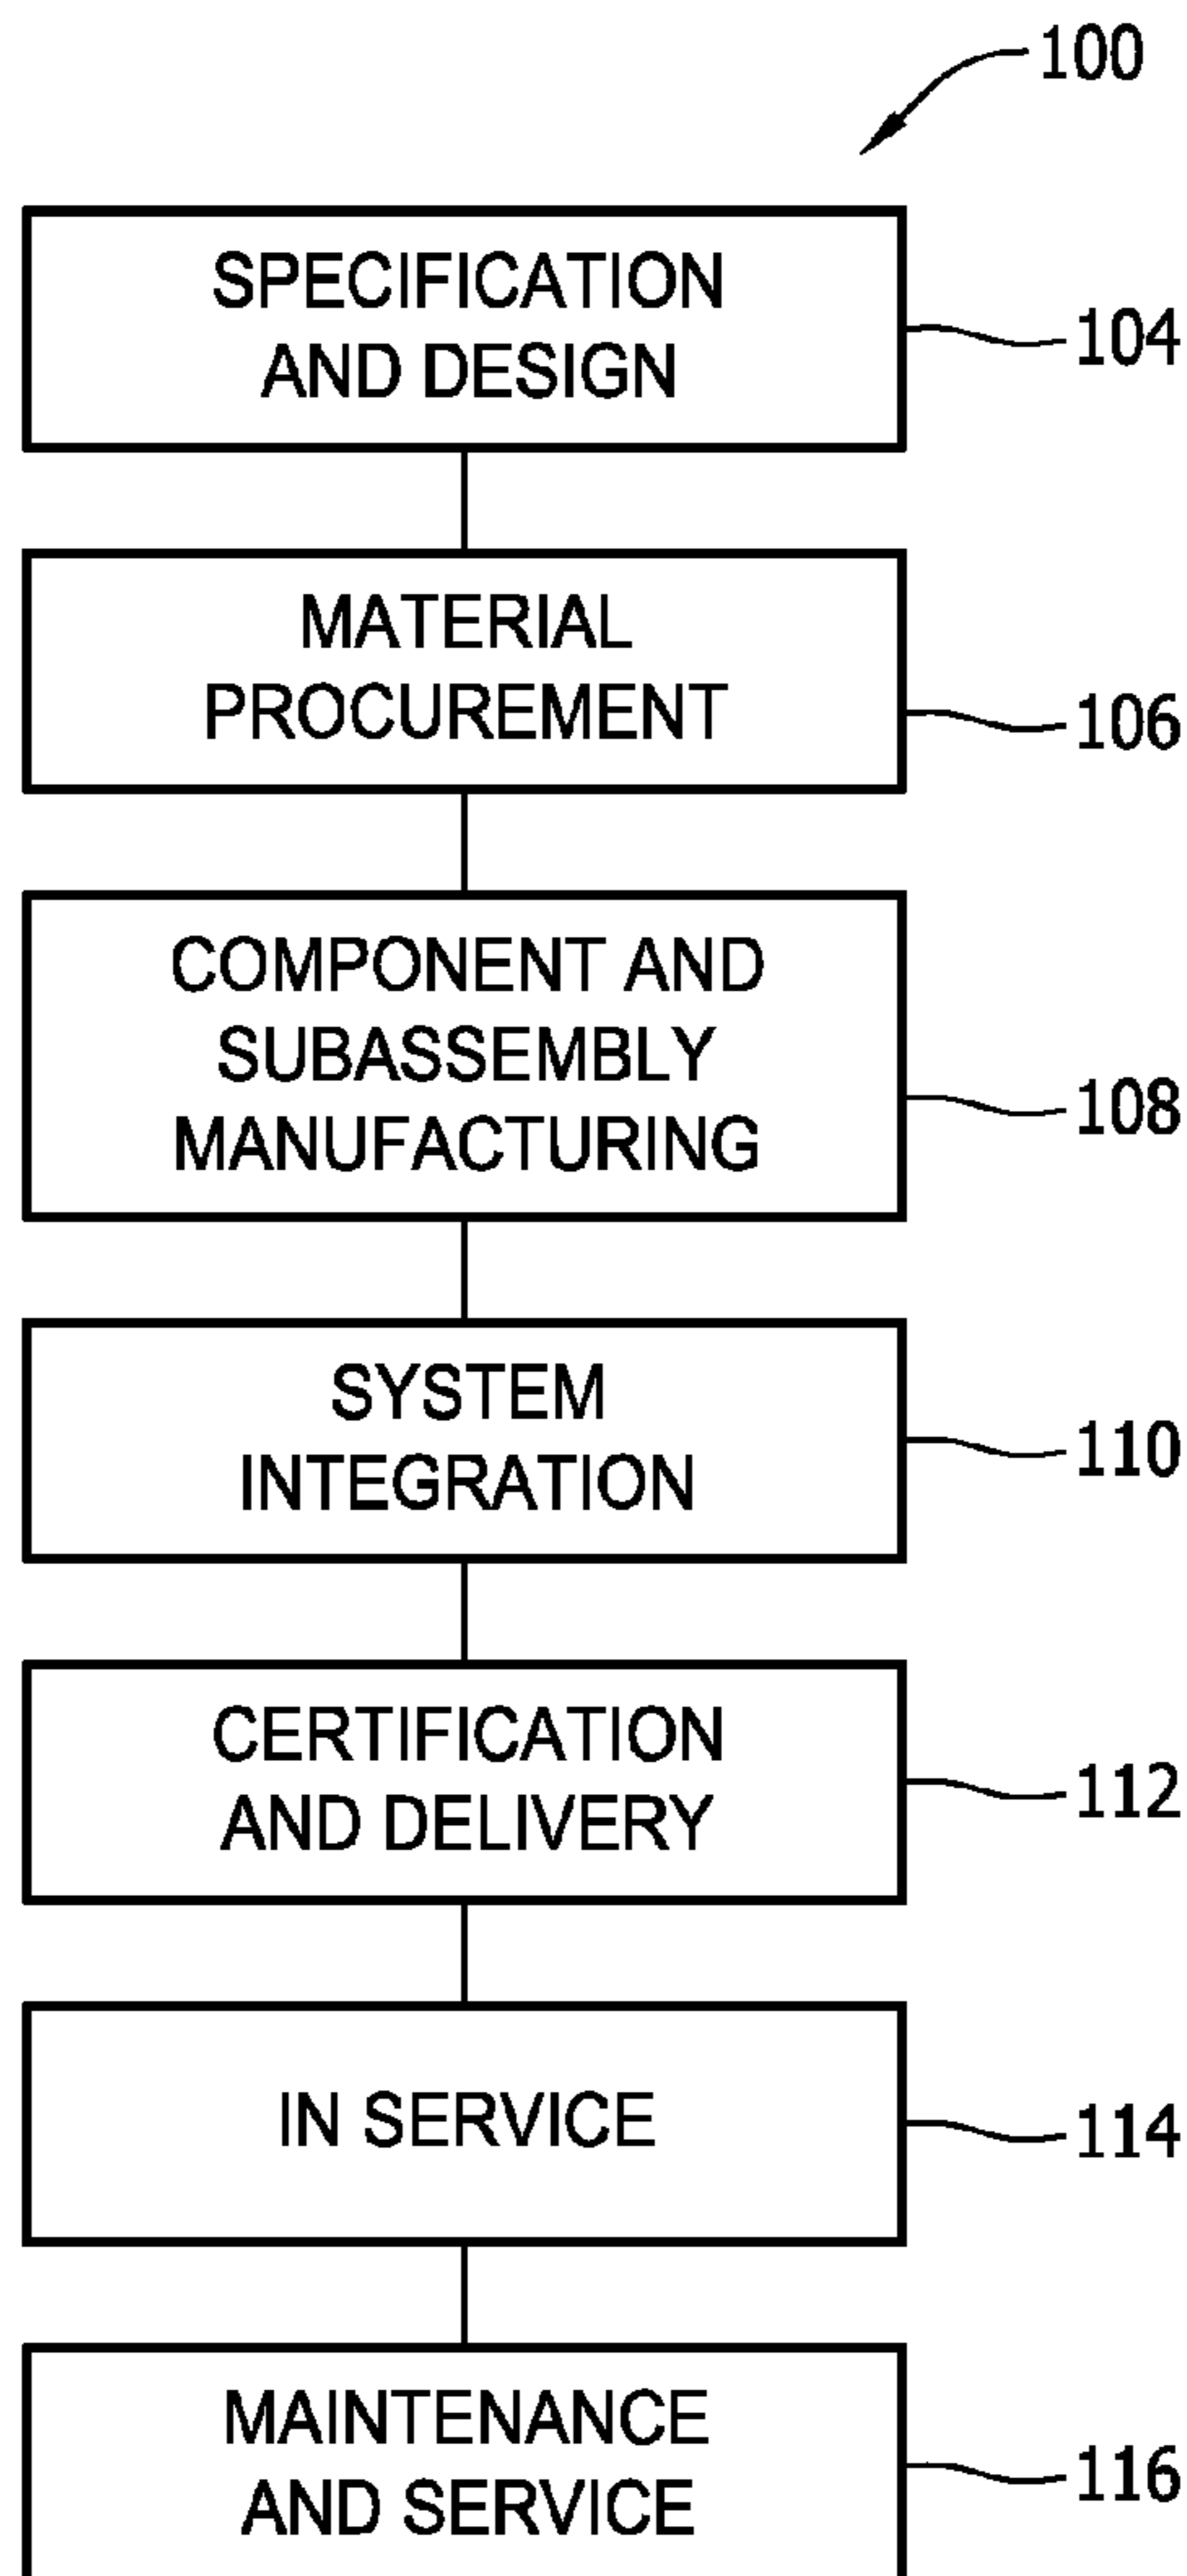 100
SPECIFICATION
AND DESIGN
104
MATERIAL
PROCUREMENT
106
COMPONENT AND
SUBASSEMBLY
MANUFACTURING
108
SYSTEM
INTEGRATION
110
CERTIFICATION
AND DELIVERY
112
IN SERVICE
114
MAINTENANCE
AND SERVICE
116